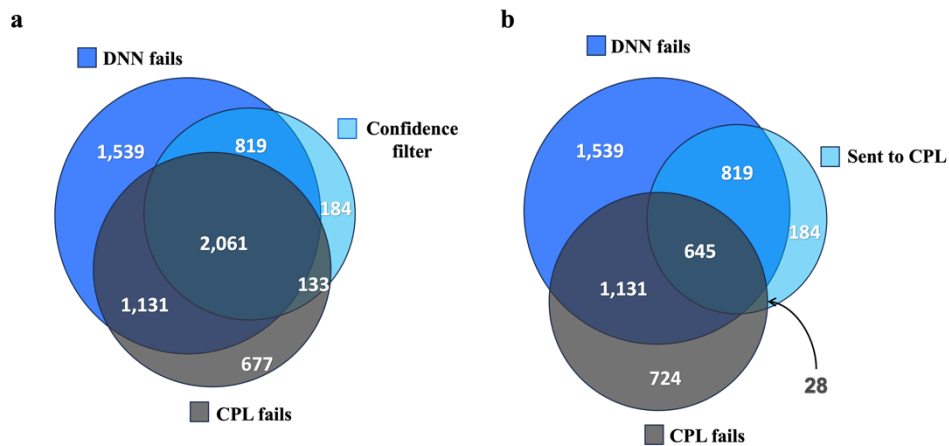 a
DNN fails
Confidence
filter
1,539
819
184
2,061
133
1,131
677
CPL fails
b
DNN fails
Sent to CPL
1,539
819
184
645
1,131
28
724
CPL fails